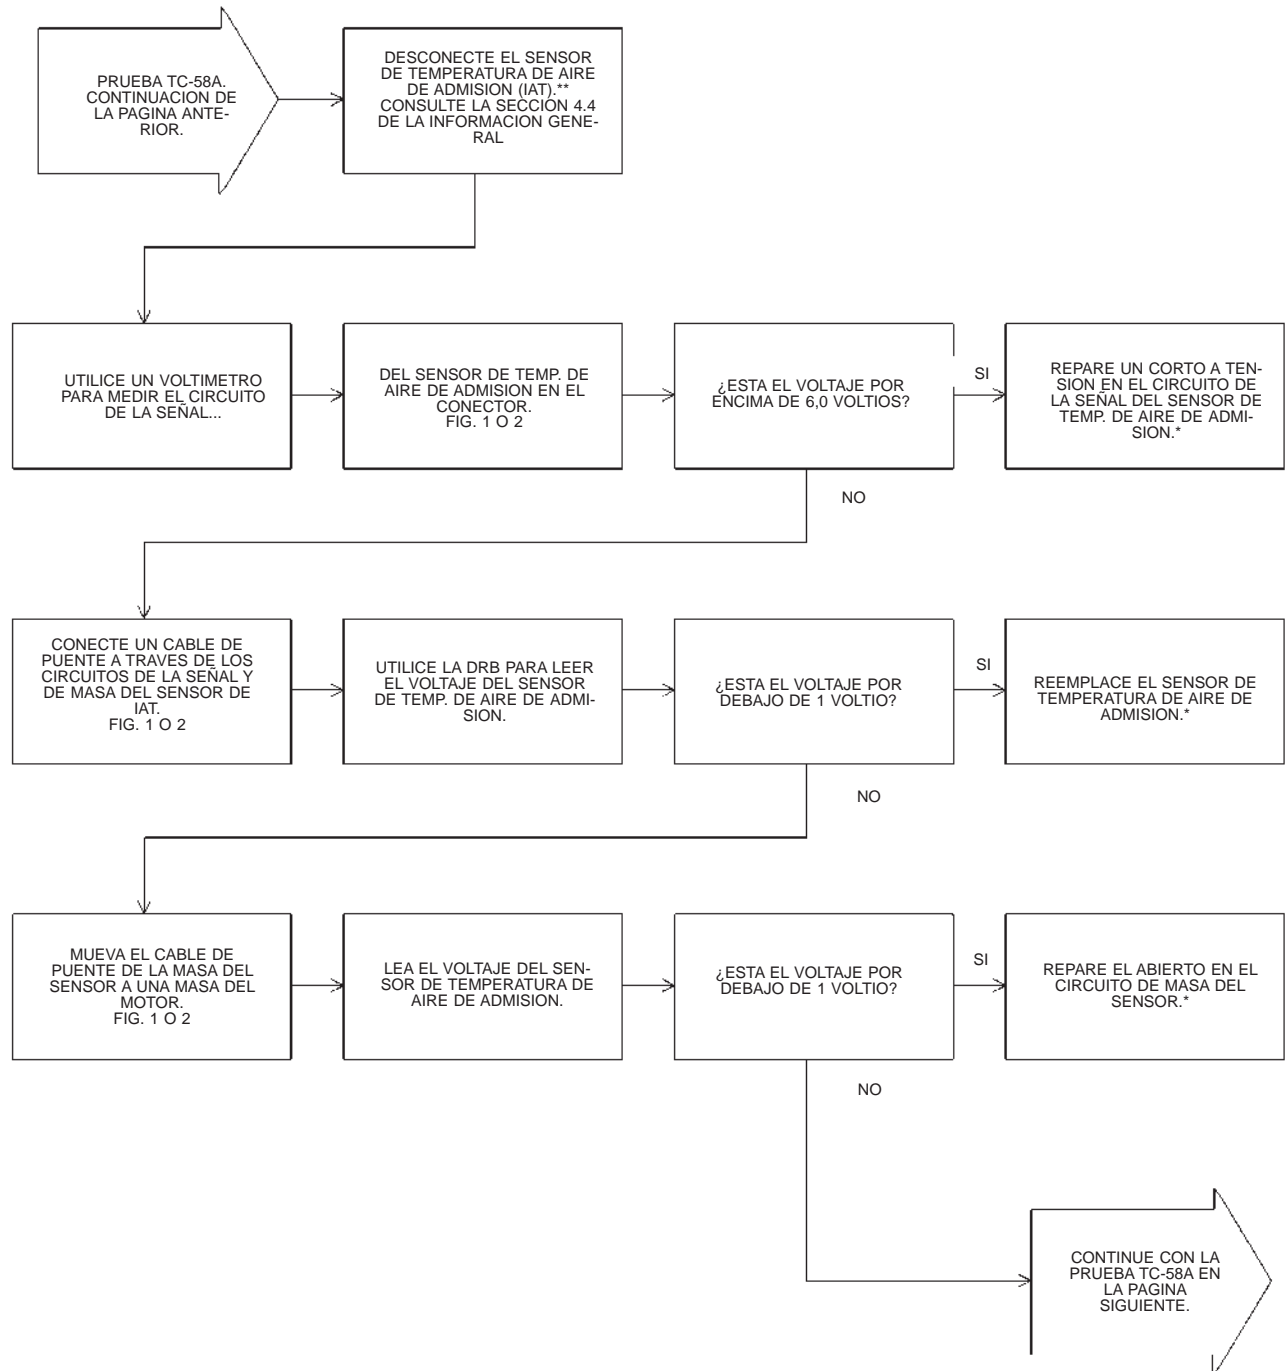 PRUEBA TC-58A.
CONTINUACION DE
LA PAGINA ANTE-
RIOR.
DESCONECTE EL SENSOR
DE TEMPERATURA DE AIRE
DE ADMISION (IAT).**
CONSULTE LA SECCION 4.4
DE LA INFORMACION GENE-
RAL
UTILICE UN VOLTIMETRO
PARA MEDIR EL CIRCUITO
DE LA SEÑAL...
DEL SENSOR DE TEMP. DE
AIRE DE ADMISION EN EL
CONECTOR.
FIG. 1 O 2
¿ESTA EL VOLTAJE POR
ENCIMA DE 6,0 VOLTIOS?
SI
REPARE UN CORTO A TEN-
SION EN EL CIRCUITO DE
LA SEÑAL DEL SENSOR DE
TEMP. DE AIRE DE ADMI-
SION.*
NO
CONECTE UN CABLE DE
PUENTE A TRAVES DE LOS
CIRCUITOS DE LA SEÑAL Y
DE MASA DEL SENSOR DE
IAT.
FIG. 1 O 2
UTILICE LA DRB PARA LEER
EL VOLTAJE DEL SENSOR
DE TEMP. DE AIRE DE ADMI-
SION.
¿ESTA EL VOLTAJE POR
DEBAJO DE 1 VOLTIO?
SI
REEMPLACE EL SENSOR DE
TEMPERATURA DE AIRE DE
ADMISION.*
NO
MUEVA EL CABLE DE
PUENTE DE LA MASA DEL
SENSOR A UNA MASA DEL
MOTOR.
FIG. 1 O 2
LEA EL VOLTAJE DEL SEN-
SOR DE TEMPERATURA DE
AIRE DE ADMISION.
¿ESTA EL VOLTAJE POR
DEBAJO DE 1 VOLTIO?
SI
REPARE EL ABIERTO EN EL
CIRCUITO DE MASA DEL
SENSOR.*
NO
CONTINUE CON LA
PRUEBA TC-58A EN
LA PAGINA
SIGUIENTE.